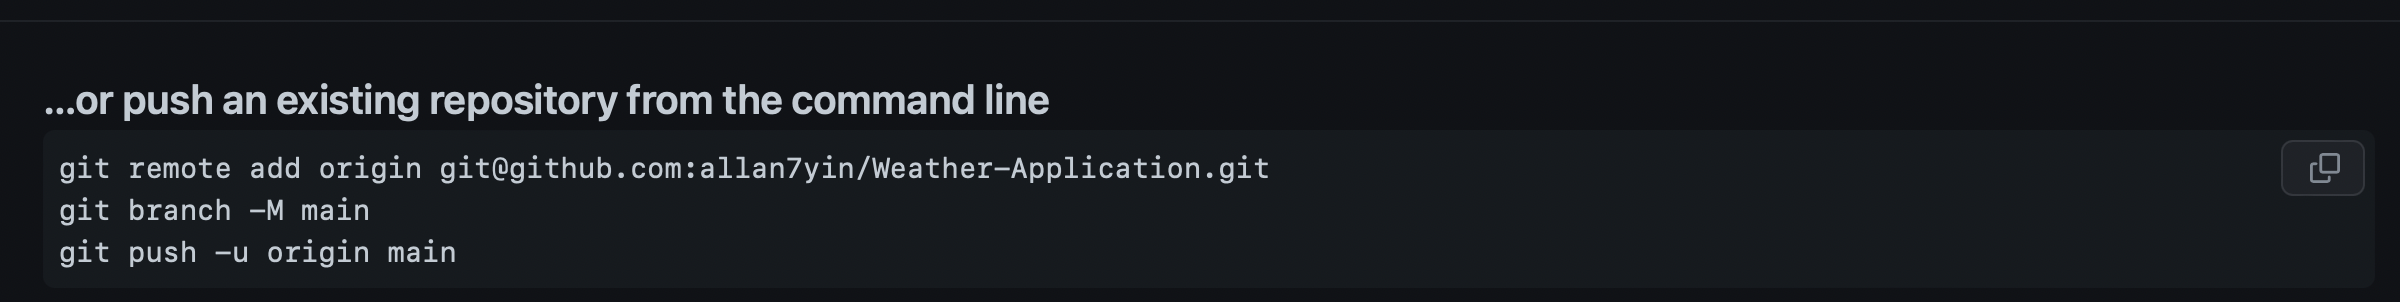 ...or push an existing repository from the command line
git remote add origin git@github.com:allan7yin/Weather-Application.git
git branch -M main
git push -u origin main